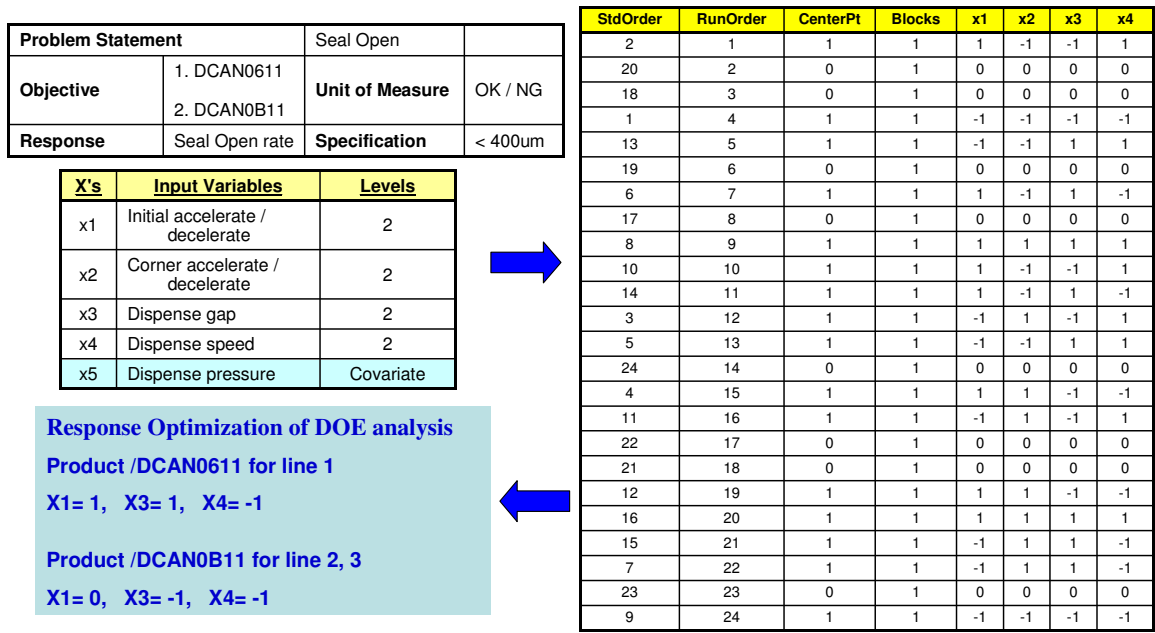 Problem Statement Seal Open
Objective 1. DCAN0611
2. DCAN0B11 Unit of Measure OK / NG
Response Seal Open rate Specification < 400um
X's Input Variables Levels
x1 Initial accelerate / 2
decelerate
x2 Corner accelerate / 2
decelerate
x3 Dispense gap 2
x4 Dispense speed 2
x5 Dispense pressure Covariate
Response Optimization of DOE analysis
Product /DCAN0611 for line 1
X1= 1, X3= 1, X4= -1
Product /DCAN0B11 for line 2, 3
X1= 0, X3= -1, X4= -1
StdOrder RunOrder CenterPt Blocks x1 x2 x3 x4
2 1 1 1 1 -1 -1 1
20 2 0 1 0 0 0 0
18 3 0 1 0 0 0 0
1 4 1 1 -1 -1 -1 -1
13 5 1 1 -1 -1 1 1
19 6 0 1 0 0 0 0
6 7 1 1 1 -1 1 -1
17 8 0 1 0 0 0 0
8 9 1 1 1 1 1 1
10 10 1 1 1 -1 -1 1
14 11 1 1 1 -1 1 -1
3 12 1 1 -1 1 -1 1
5 13 1 1 -1 -1 1 1
24 14 0 1 0 0 0 0
4 15 1 1 1 1 -1 -1
11 16 1 1 -1 1 -1 1
22 17 0 1 0 0 0 0
21 18 0 1 0 0 0 0
12 19 1 1 1 1 -1 -1
16 20 1 1 1 1 1 1
15 21 1 1 -1 1 1 -1
7 22 1 1 -1 1 1 -1
23 23 0 1 0 0 0 0
9 24 1 1 -1 -1 -1 -1